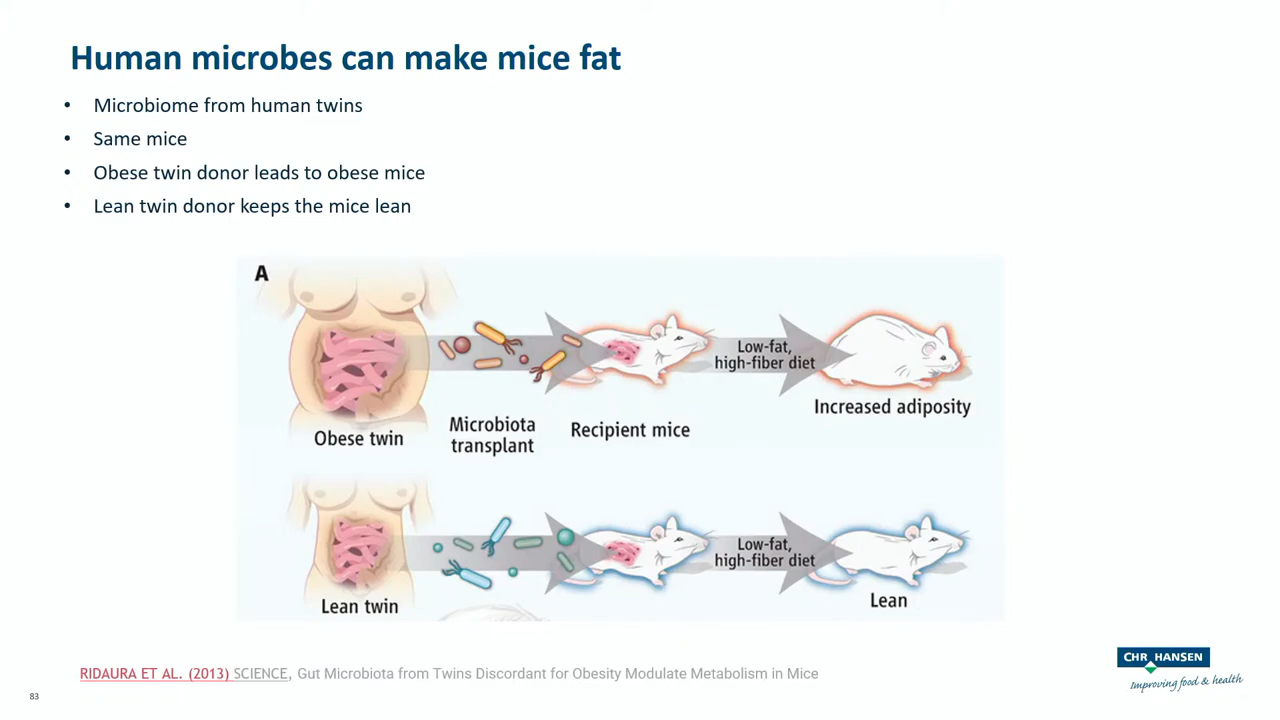 Human microbes can make mice fat
• Microbiome from human twins
• Same mice
• Obese twin donor leads to obese mice
• Lean twin donor keeps the mice lean
A
Obese twin
Microbiota
transplant
Recipient mice
Low-fat,
high-fiber diet
Increased adiposity
Lean twin
Low-fat,
high-fiber diet
Lean
RIDAURA ET AL. (2013) SCIENCE, Gut Microbiota from Twins Discordant for Obesity Modulate Metabolism in Mice
83
CHR HANSEN
Improving food & health